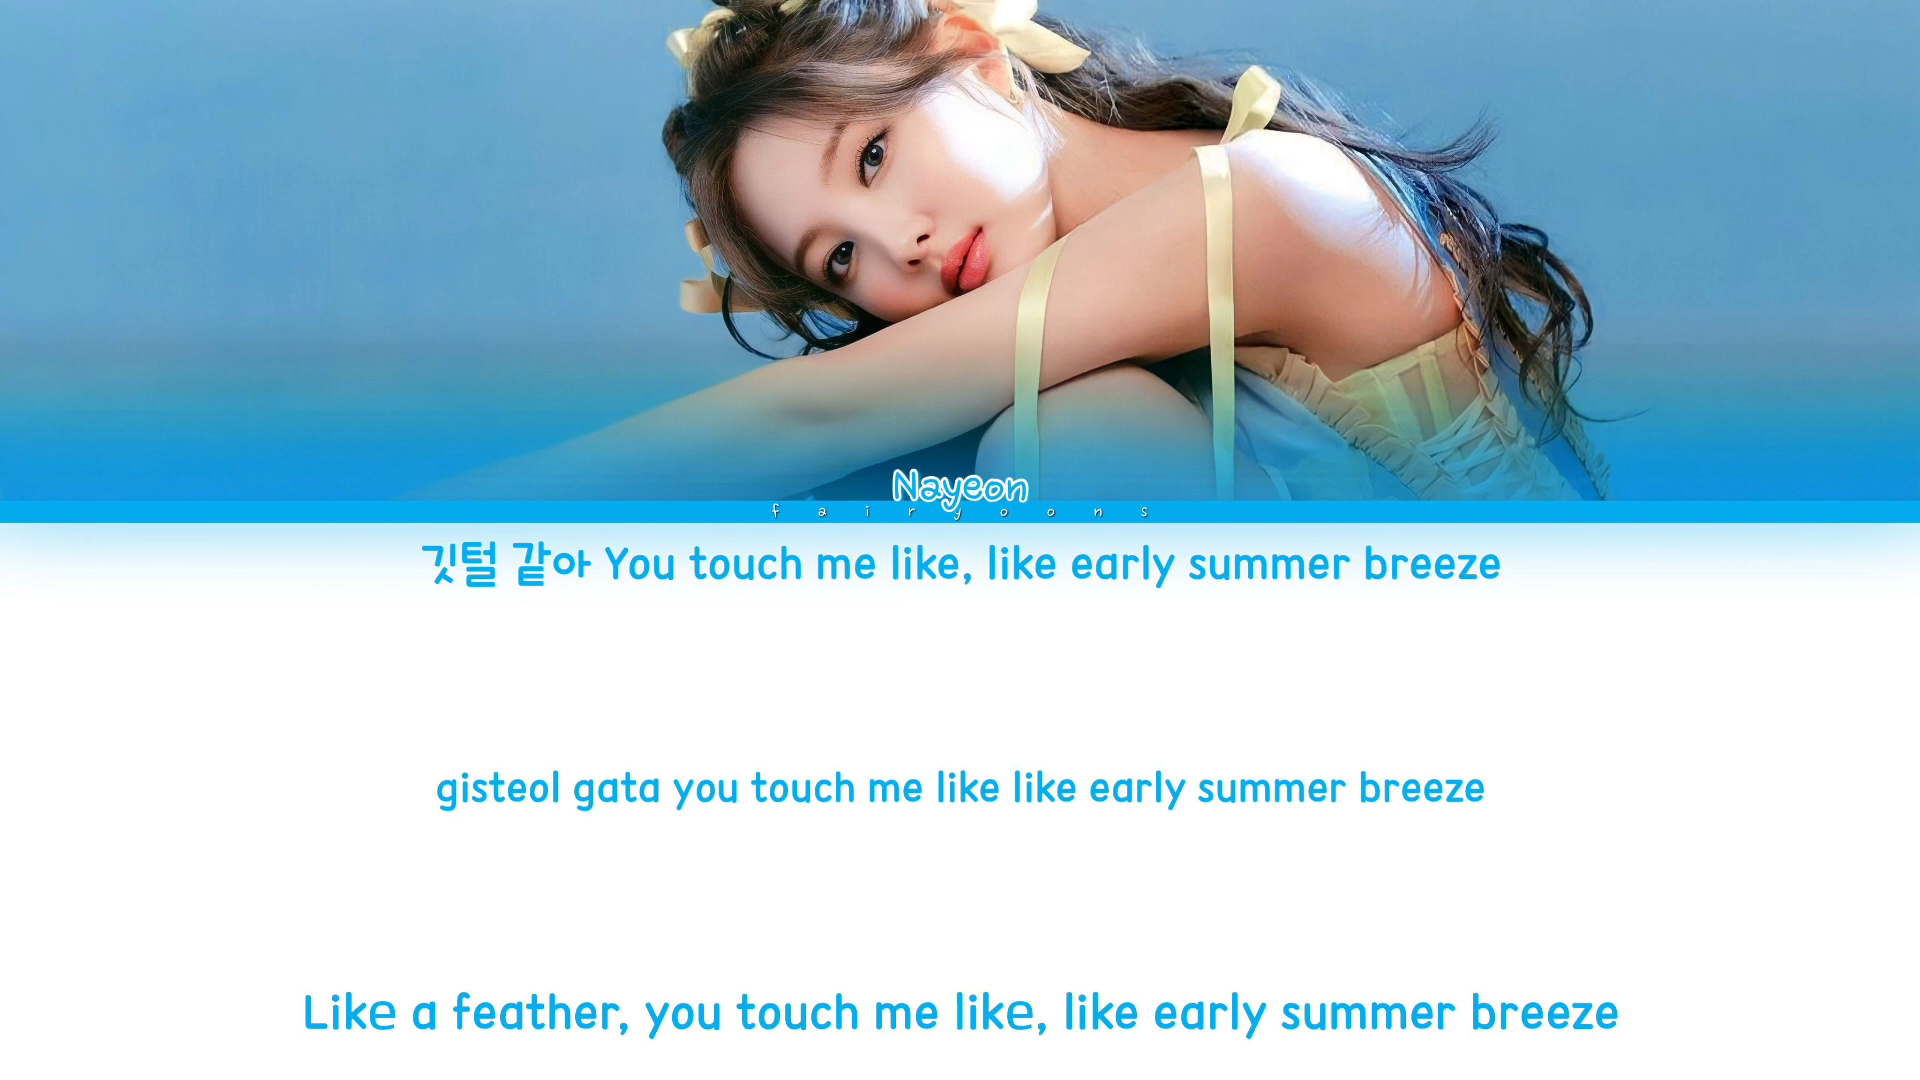 Nayeon
fairyoons
깃털 같아 You touch me like, like early summer breeze
gisteol gata you touch me like like early summer breeze
Like a feather, you touch me like, like early summer breeze